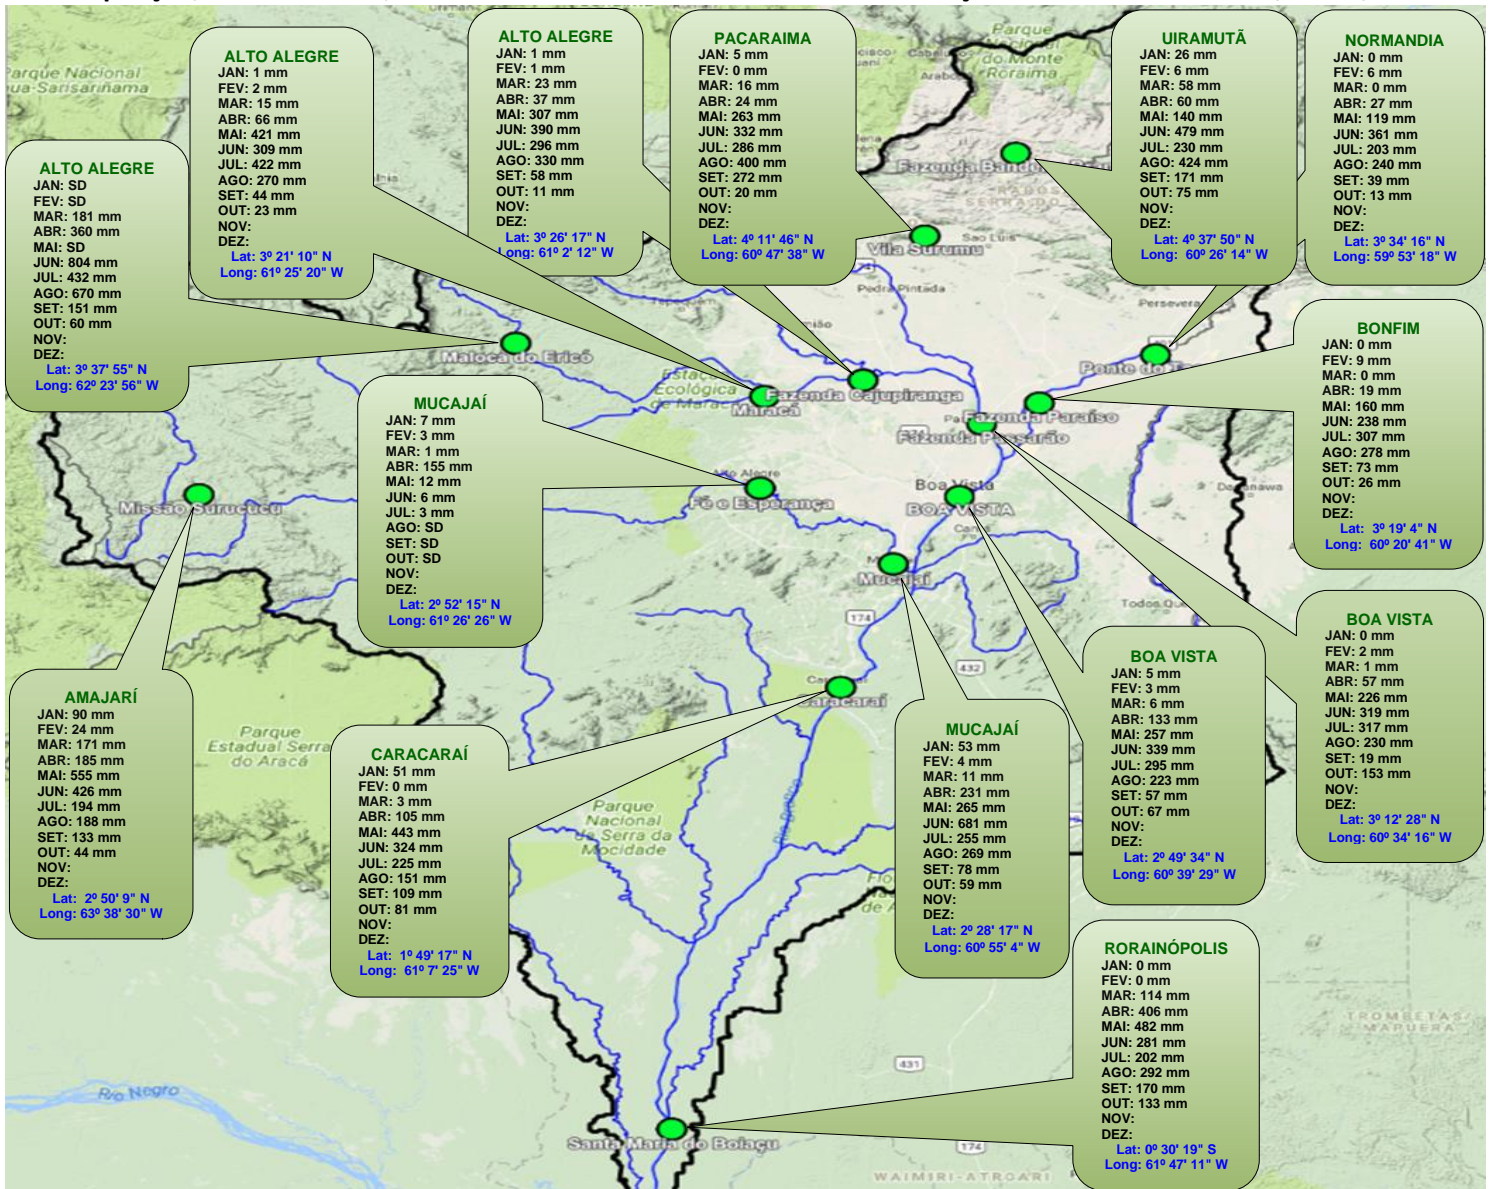 ALTO ALEGRE
JAN: SD
FEV: SD
MAR: 181 mm
ABR: 360 mm
MAI: SD
JUN: 804 mm
JUL: 432 mm
AGO: 670 mm
SET: 151 mm
OUT: 60 mm
NOV:
DEZ:
Lat: 3º 37' 55" N
Long: 62º 23' 56" W
ALTO ALEGRE
JAN: 1 mm
FEV: 2 mm
MAR: 15 mm
ABR: 66 mm
MAI: 421 mm
JUN: 309 mm
JUL: 422 mm
AGO: 270 mm
SET: 44 mm
OUT: 23 mm
NOV:
DEZ:
Lat: 3º 21' 10" N
Long: 61º 25' 20" W
ALTO ALEGRE
JAN: 1 mm
FEV: 1 mm
MAR: 23 mm
ABR: 37 mm
MAI: 307 mm
JUN: 390 mm
JUL: 296 mm
AGO: 330 mm
SET: 58 mm
OUT: 11 mm
NOV:
DEZ:
Lat: 3º 26' 17" N
Long: 61º 2' 12" W
PACARAIMA
JAN: 5 mm
FEV: 0 mm
MAR: 16 mm
ABR: 24 mm
MAI: 263 mm
JUN: 332 mm
JUL: 286 mm
AGO: 400 mm
SET: 272 mm
OUT: 20 mm
NOV:
DEZ:
Lat: 4º 11' 46" N
Long: 60º 47' 38" W
UIRAMUTÃ
JAN: 26 mm
FEV: 6 mm
MAR: 58 mm
ABR: 60 mm
MAI: 140 mm
JUN: 479 mm
JUL: 230 mm
AGO: 424 mm
SET: 171 mm
OUT: 75 mm
NOV:
DEZ:
Lat: 4º 37' 50" N
Long: 60º 26' 14" W
NORMANDIA
JAN: 0 mm
FEV: 6 mm
MAR: 0 mm
ABR: 27 mm
MAI: 119 mm
JUN: 361 mm
JUL: 203 mm
AGO: 240 mm
SET: 39 mm
OUT: 13 mm
NOV:
DEZ:
Lat: 3º 34' 16" N
Long: 59º 53' 18" W
BONFIM
JAN: 0 mm
FEV: 9 mm
MAR: 0 mm
ABR: 19 mm
MAI: 160 mm
JUN: 238 mm
JUL: 307 mm
AGO: 278 mm
SET: 73 mm
OUT: 26 mm
NOV:
DEZ:
Lat: 3º 19' 4" N
Long: 60º 20' 41" W
MUCAJAÍ
JAN: 7 mm
FEV: 3 mm
MAR: 1 mm
ABR: 155 mm
MAI: 12 mm
JUN: 6 mm
JUL: 3 mm
AGO: SD
SET: SD
OUT: SD
NOV:
DEZ:
Lat: 2º 52' 15" N
Long: 61º 26' 26" W
AMAJARÍ
JAN: 90 mm
FEV: 24 mm
MAR: 171 mm
ABR: 185 mm
MAI: 555 mm
JUN: 426 mm
JUL: 194 mm
AGO: 188 mm
SET: 133 mm
OUT: 44 mm
NOV:
DEZ:
Lat: 2º 50' 9" N
Long: 63º 38' 30" W
CARACARAÍ
JAN: 51 mm
FEV: 0 mm
MAR: 3 mm
ABR: 105 mm
MAI: 443 mm
JUN: 324 mm
JUL: 225 mm
AGO: 151 mm
SET: 109 mm
OUT: 81 mm
NOV:
DEZ:
Lat: 1º 49' 17" N
Long: 61º 7' 25" W
MUCAJAÍ
JAN: 53 mm
FEV: 4 mm
MAR: 11 mm
ABR: 231 mm
MAI: 265 mm
JUN: 681 mm
JUL: 255 mm
AGO: 269 mm
SET: 78 mm
OUT: 59 mm
NOV:
DEZ:
Lat: 2º 28' 17" N
Long: 60º 55' 4" W
BOA VISTA
JAN: 5 mm
FEV: 3 mm
MAR: 6 mm
ABR: 133 mm
MAI: 257 mm
JUN: 339 mm
JUL: 295 mm
AGO: 223 mm
SET: 57 mm
OUT: 67 mm
NOV:
DEZ:
Lat: 2º 49' 34" N
Long: 60º 39' 29" W
BOA VISTA
JAN: 0 mm
FEV: 2 mm
MAR: 1 mm
ABR: 57 mm
MAI: 226 mm
JUN: 319 mm
JUL: 317 mm
AGO: 230 mm
SET: 19 mm
OUT: 153 mm
NOV:
DEZ:
Lat: 3º 12' 28" N
Long: 60º 34' 16" W
RORAINÓPOLIS
JAN: 0 mm
FEV: 0 mm
MAR: 114 mm
ABR: 406 mm
MAI: 482 mm
JUN: 281 mm
JUL: 202 mm
AGO: 292 mm
SET: 170 mm
OUT: 133 mm
NOV:
DEZ:
Lat: 0º 30' 19" S
Long: 61º 47' 11" W
Parque Nacional
Parque
do Monte
Roraima
Vila Surumu
Sao Luis
Pedra Pintada
Maloca do Ericó
Ecológica
de Maracá
Maracá
Fazenda Cajupiranga
Ponte do
Fazenda Paraíso
Fazenda Passarão
Alto Alegre
Fé e Esperança
Boa Vista
BOA VISTA
Missão Surucucu
Mucajaí
174
432
Caracaraí
Parque
Estadual Serra
do Aracá
Parque
Nacional
da Serra da
Mocidade
Rio Branco
Rio Negro
431
174
Santa Maria do Boiaçu
TROMBETAS/
MAPUERA
WAIMIRI-ATROARI